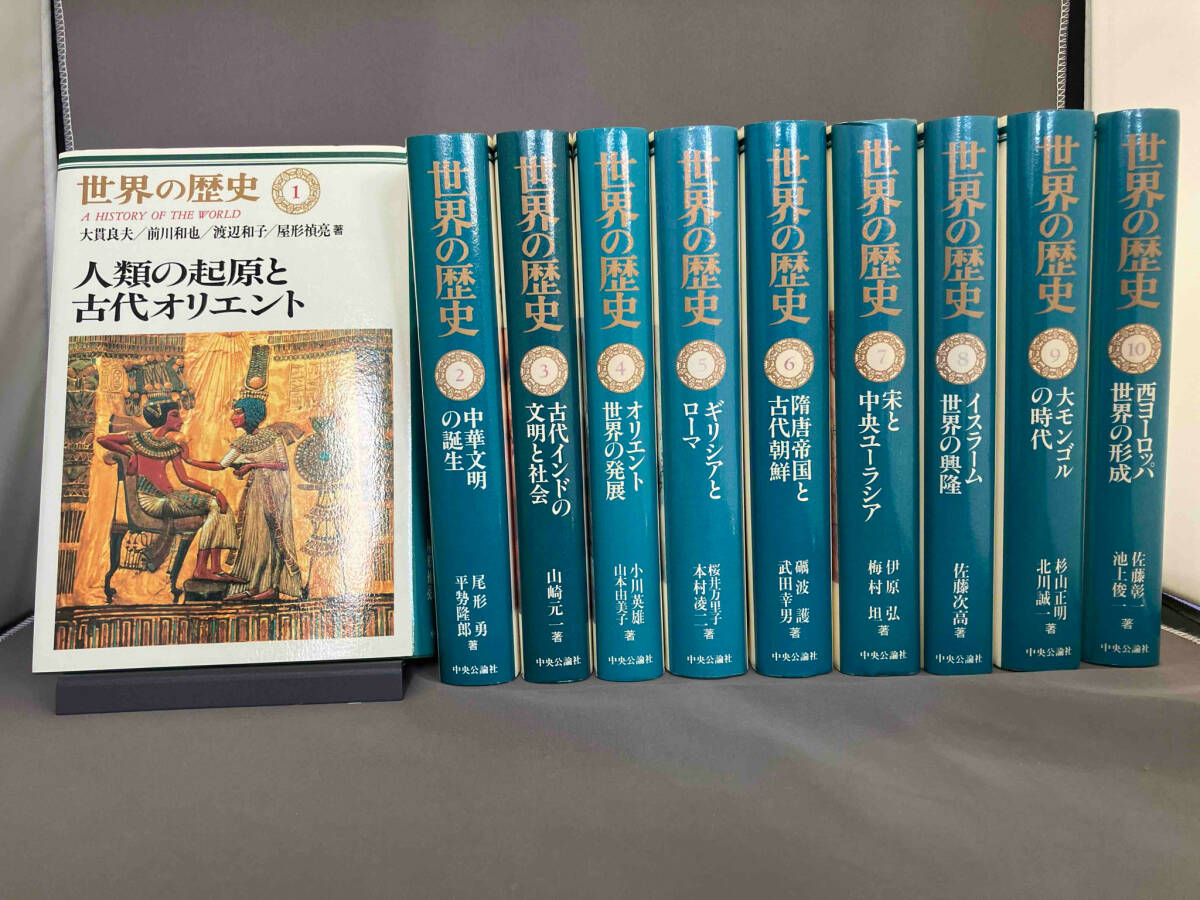 世界の歴史 1
A HISTORY OF THE WORLD
大貫良夫／前川和也／渡辺和子／屋形禎亮 著
人類の起原と
古代オリエント
世界の歴史
2
中華文明
の誕生
尾形 勇
平㔟隆郎 著
中央公論社
世界の歴史
3
古代インドの
文明と社会
山崎元一 著
中央公論社
世界の歴史
4
オリエント
世界の発展
小川英雄
山本由美子 著
中央公論社
世界の歴史
5
ギリシアと
ローマ
桜井万里子
本村凌二 著
中央公論社
世界の歴史
6
隋唐帝国と
古代朝鮮
礪波 護
武田幸男 著
中央公論社
世界の歴史
7
宋と
中央ユーラシア
伊原 弘
梅村 坦 著
中央公論社
世界の歴史
8
イスラーム
世界の興隆
佐藤次高 著
中央公論社
世界の歴史
9
大モンゴル
の時代
杉山正明
北川誠一 著
中央公論社
世界の歴史
10
西ヨーロッパ
世界の形成
佐藤彰一
池上俊一 著
中央公論社